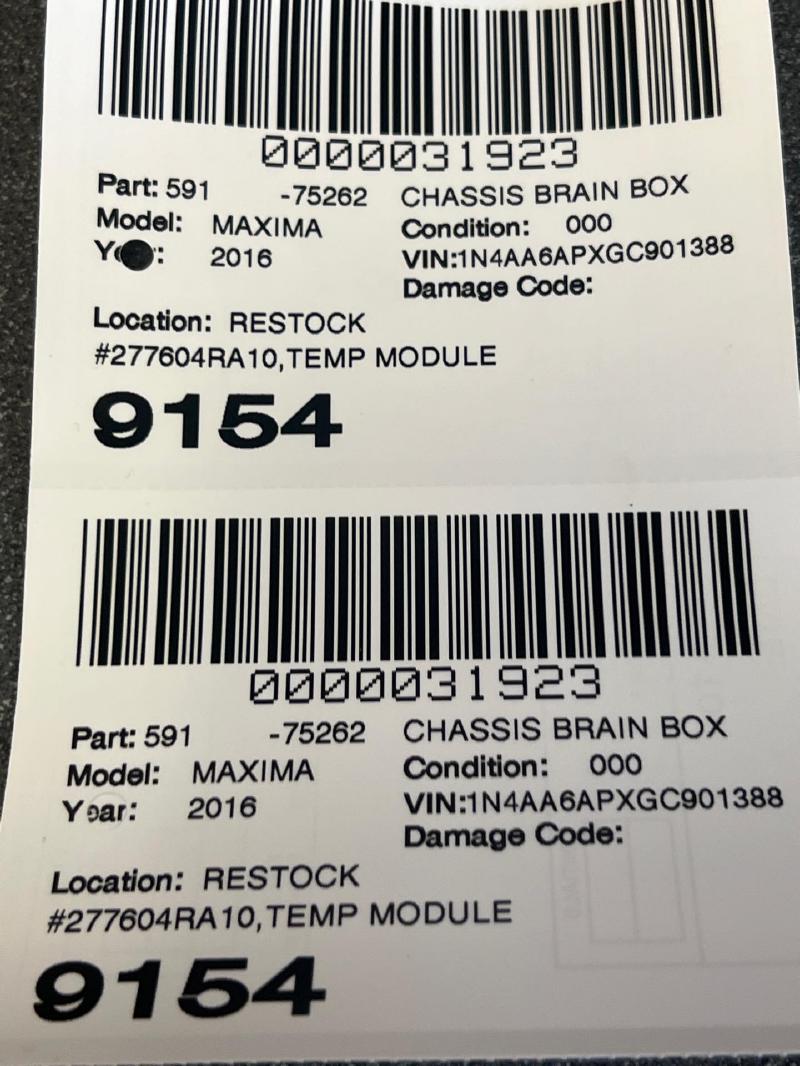 0000031923
Part: 591 -75262 CHASSIS BRAIN BOX
Model: MAXIMA Condition: 000
2016 VIN:1N4AA6APXGC901388
Damage Code:
Location: RESTOCK
#277604RA10,TEMP MODULE
9154
0000031923
Part: 591 -75262 CHASSIS BRAIN BOX
Model: MAXIMA Condition: 000
Year: 2016 VIN:1N4AA6APXGC901388
Damage Code:
Location: RESTOCK
#277604RA10,TEMP MODULE
9154